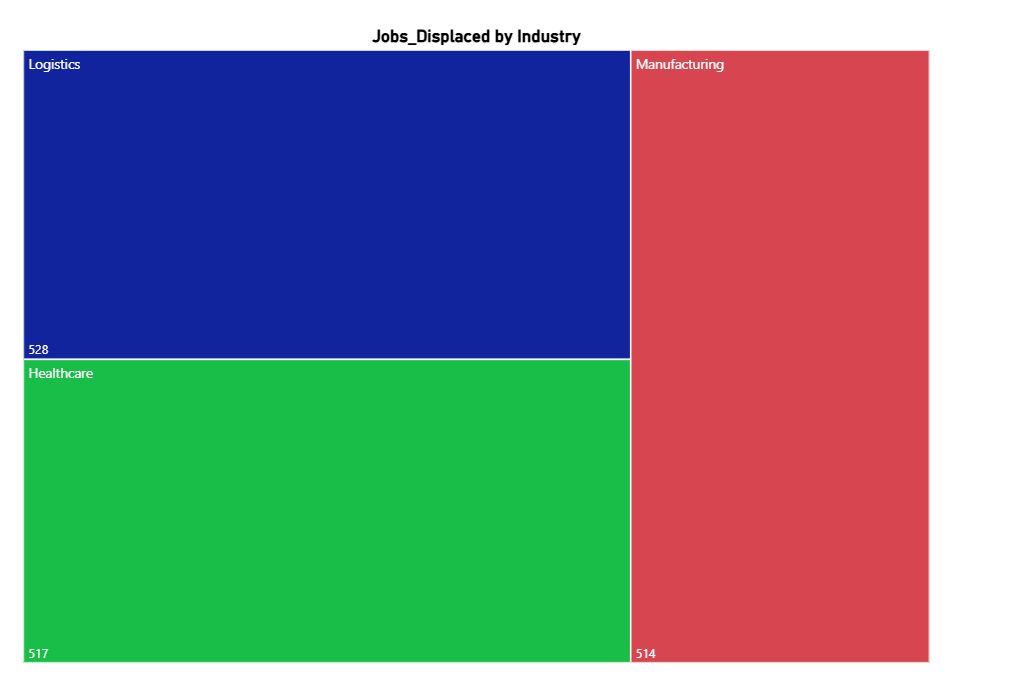 Jobs_Displaced by Industry
Logistics
528
Healthcare
517
Manufacturing
514